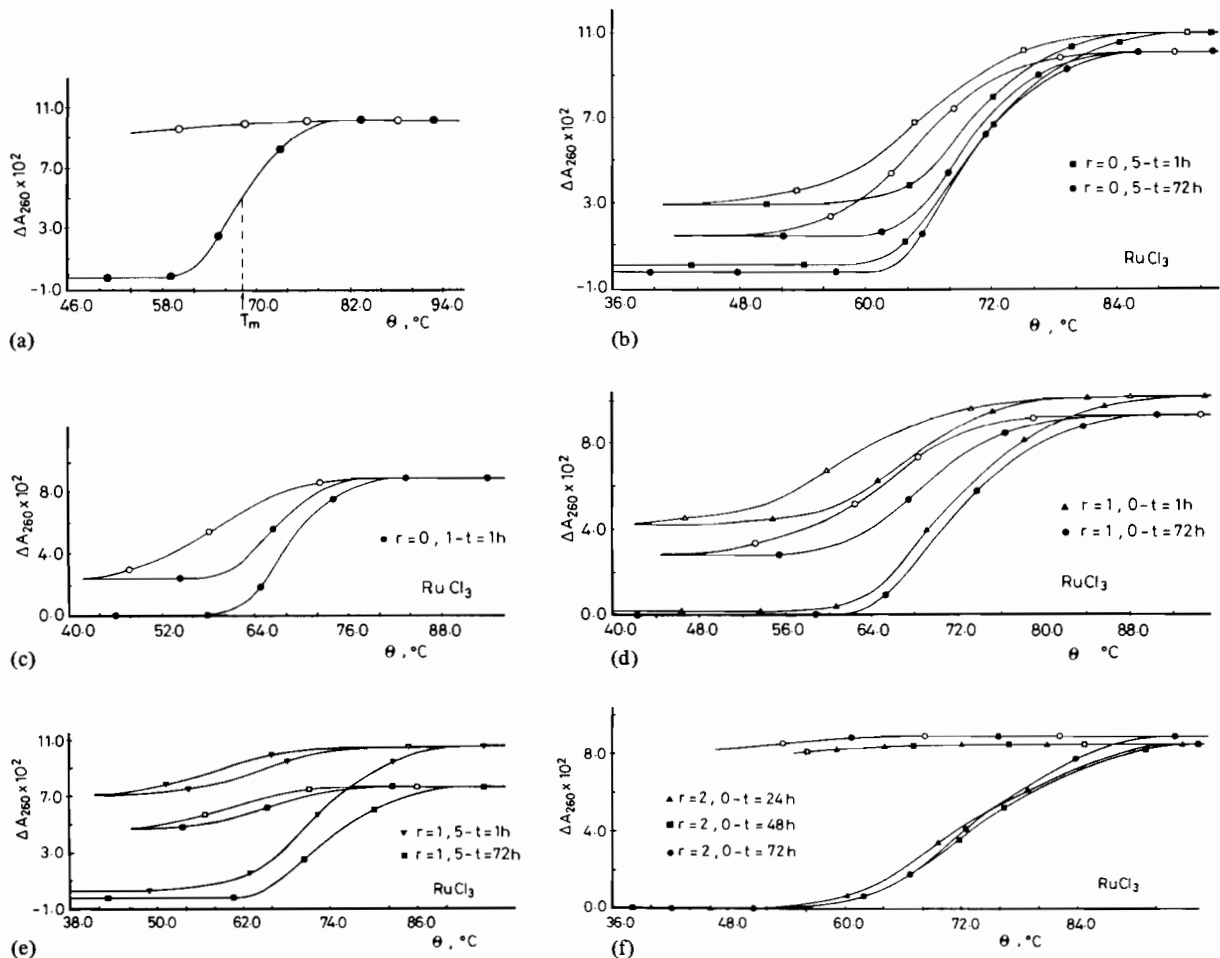 11.0
7.0
3.0
-1.0
ΔA260 × 10²
46.0 58.0 70.0 82.0 94.0
Tm
θ , °C
(a)
11.0
7.0
3.0
-1.0
ΔA260 × 10²
r=0,5-t=1h
r=0,5-t=72h
RuCl3
36.0 48.0 60.0 72.0 84.0
θ , °C
(b)
8.0
4.0
0.0
ΔA260 × 10²
r=0,1-t=1h
RuCl3
40.0 52.0 64.0 76.0 88.0
θ , °C
(c)
8.0
4.0
0.0
ΔA260 × 10²
r=1,0-t=1h
r=1,0-t=72h
RuCl3
40.0 48.0 56.0 64.0 72.0 80.0 88.0
θ °C
(d)
11.0
7.0
3.0
-1.0
ΔA260 × 10²
r=1,5-t=1h
r=1,5-t=72h
RuCl3
38.0 50.0 62.0 74.0 86.0
θ , °C
(e)
8.0
4.0
0.0
ΔA260 × 10²
r=2,0-t=24h
r=2,0-t=48h
r=2,0-t=72h
RuCl3
36.0 48.0 60.0 72.0 84.0
θ , °C
(f)